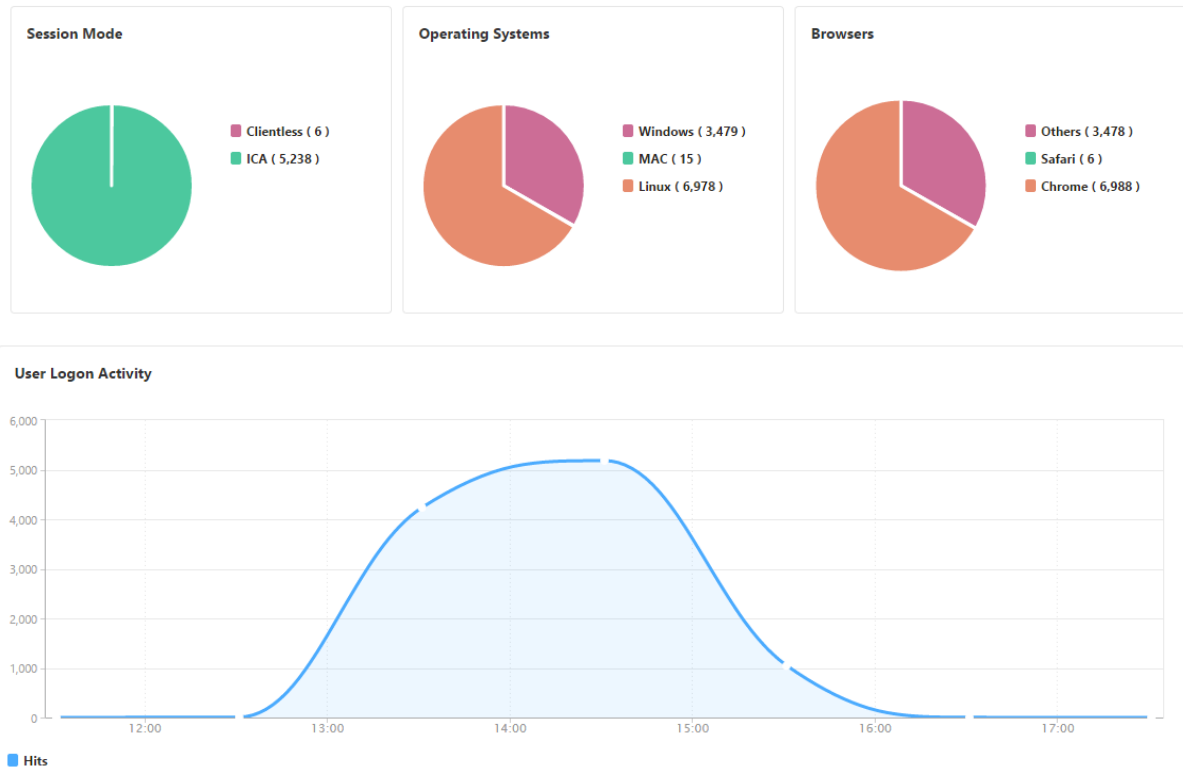 Session Mode
Clientless ( 6 )
ICA ( 5,238 )
Operating Systems
Windows ( 3,479 )
MAC ( 15 )
Linux ( 6,978 )
Browsers
Others ( 3,478 )
Safari ( 6 )
Chrome ( 6,988 )
User Logon Activity
6,000
5,000
4,000
3,000
2,000
1,000
0
12:00 13:00 14:00 15:00 16:00 17:00
Hits